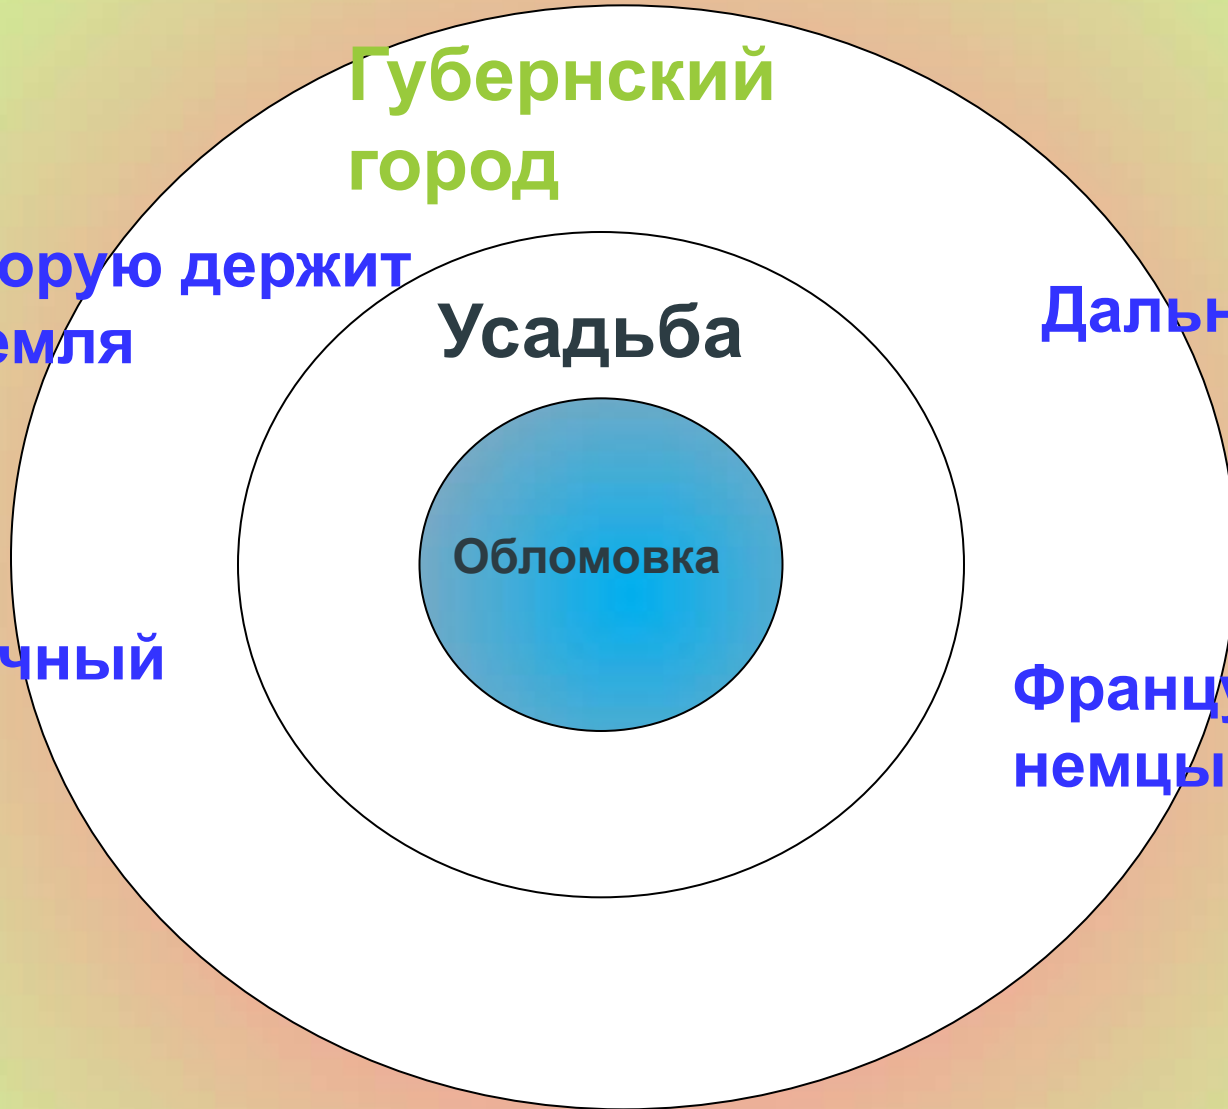 Губернский
город
орую держит
емля
Усадьба
Дальн
Обломовка
чный
Францу
немцы